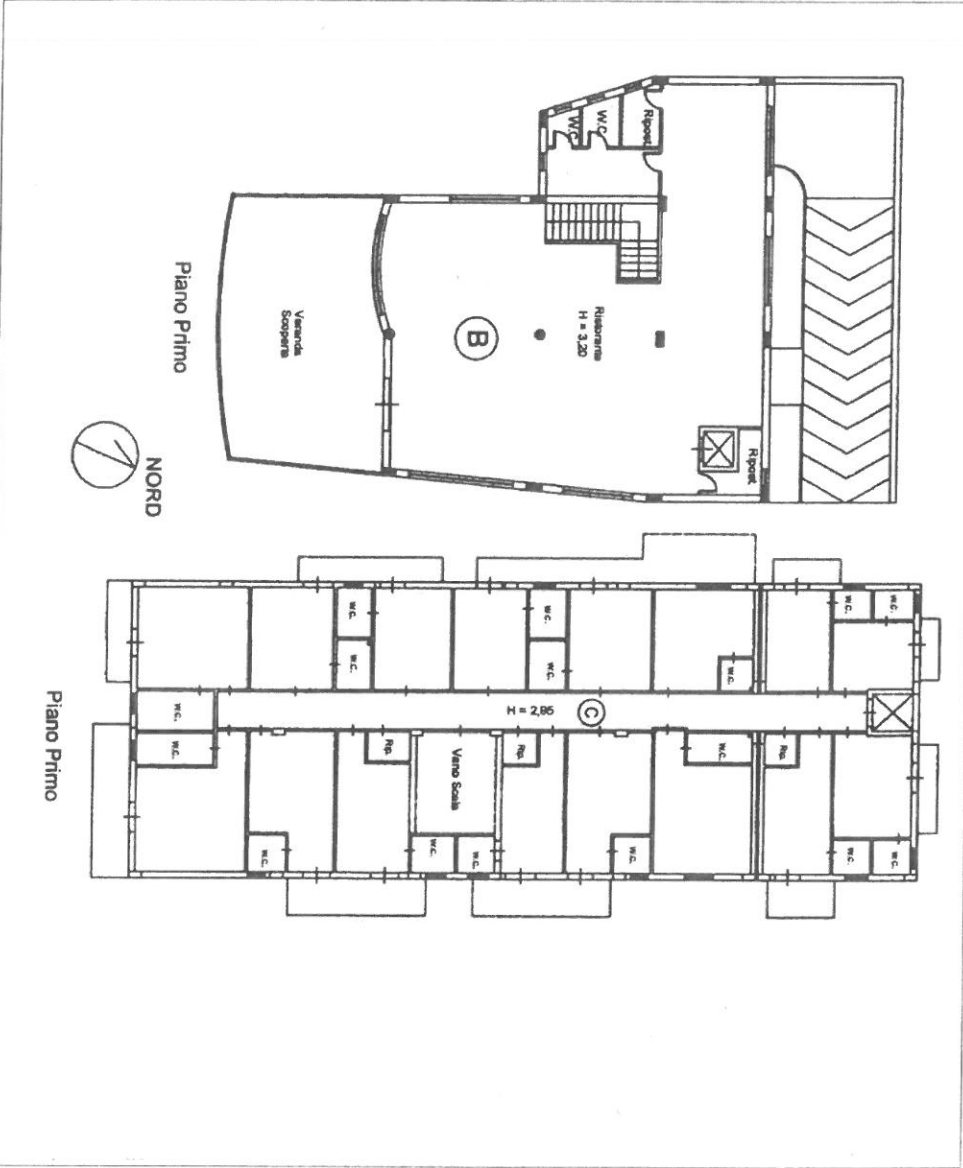 Ripost
W.C.
W.C.
Ristorante
H = 3,20
B
Veranda
Scoperta
Ripost
Piano Primo
NORD
W.C.
W.C.
W.C.
W.C.
W.C.
W.C.
W.C.
W.C.
C
H = 2,85
W.C.
Rip.
Vano Scala
Rip.
W.C.
Rip.
W.C.
W.C.
W.C.
W.C.
W.C.
W.C.
Piano Primo